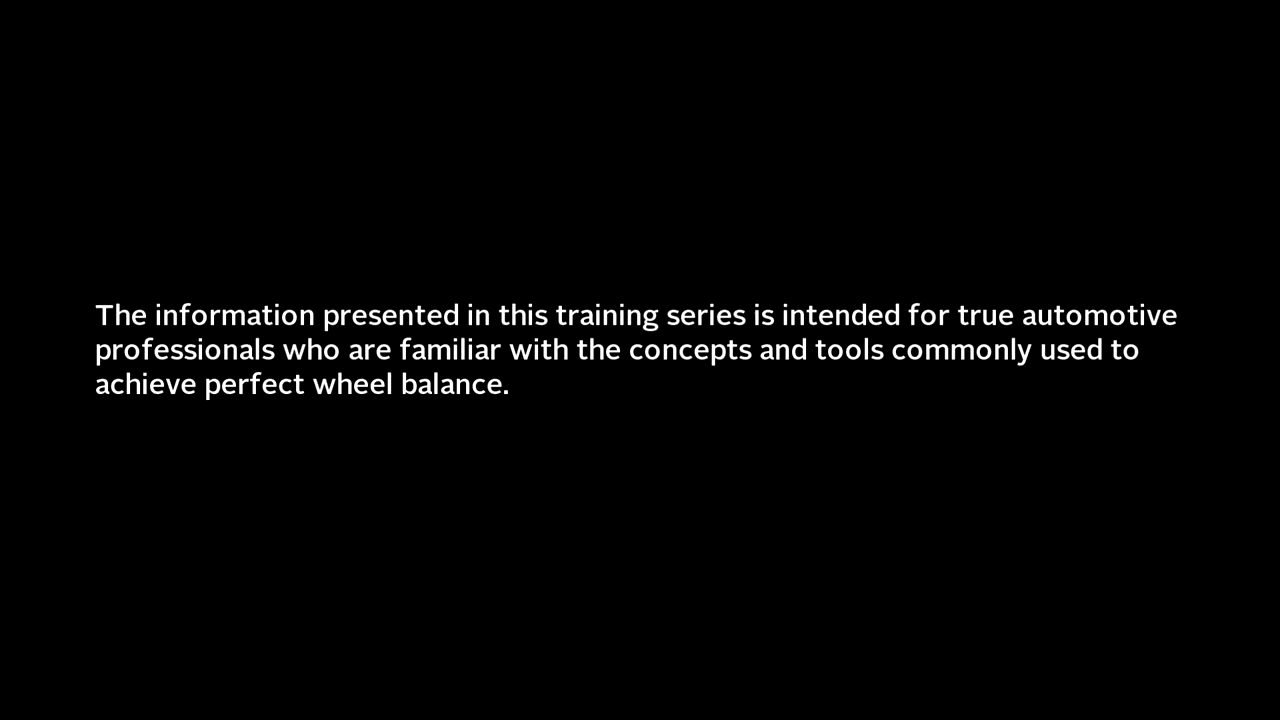 The information presented in this training series is intended for true automotive
professionals who are familiar with the concepts and tools commonly used to
achieve perfect wheel balance.